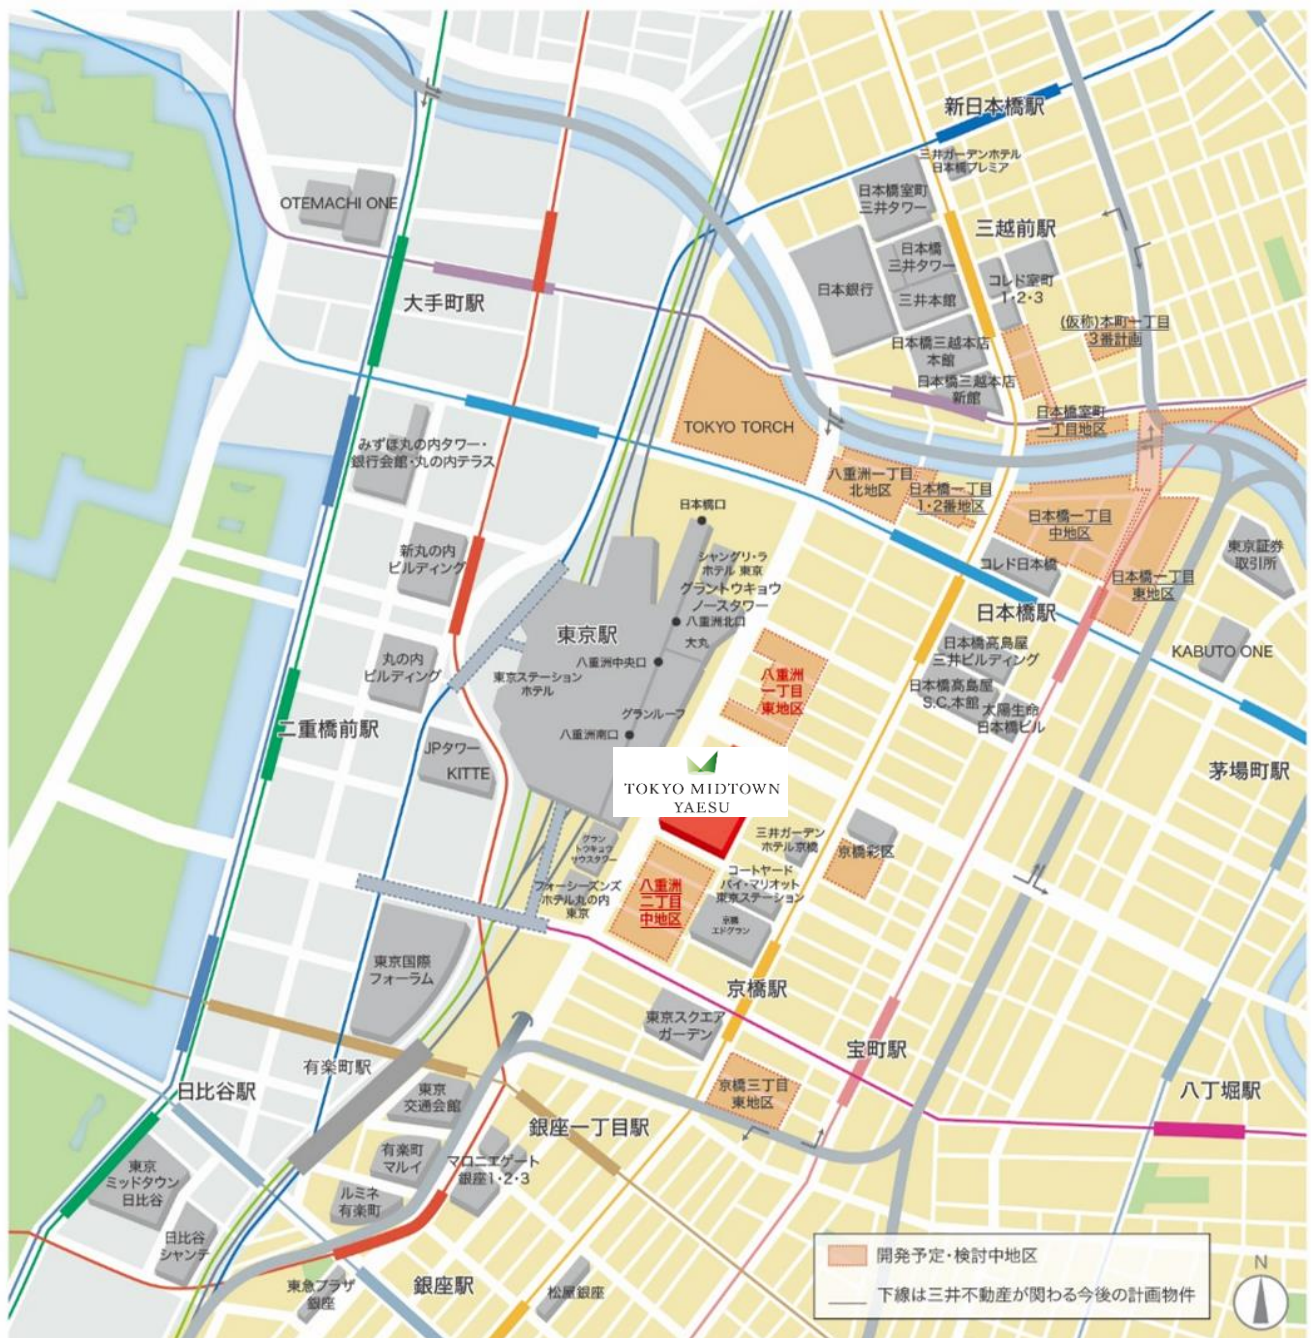 新日本橋駅
三井ガーデンホテル
日本橋プレミア
日本橋室町
三井タワー
OTEMACHI ONE
三越前駅
日本橋
三井タワー
コレド室町
1・2・3
日本銀行
三井本館
大手町駅
(仮称)本町一丁目
3番計画
日本橋三越本店
本館
日本橋三越本店
新館
日本橋室町
一丁目地区
TOKYO TORCH
みずほ丸の内タワー・
銀行会館・丸の内テラス
八重洲一丁目
北地区
日本橋一丁目
1・2番地区
日本橋口
日本橋一丁目
中地区
東京証券
取引所
新丸の内
ビルディング
シャングリ・ラ
ホテル 東京
コレド日本橋
日本橋一丁目
東地区
グラントウキョウ
ノースタワー
八重洲北口
日本橋駅
東京駅
大丸
日本橋髙島屋
三井ビルディング
KABUTO ONE
丸の内
ビルディング
八重洲中央口
東京ステーション
ホテル
八重洲
一丁目
東地区
日本橋髙島屋
S.C.本館
太陽生命
日本橋ビル
グランルーフ
二重橋前駅
八重洲南口
JPタワー
KITTE
茅場町駅
TOKYO MIDTOWN
YAESU
グラン
トウキョウ
サウスタワー
三井ガーデン
ホテル京橋
京橋彩区
フォーシーズンズ
ホテル丸の内
東京
八重洲
二丁目
中地区
コートヤード
バイ・マリオット
東京ステーション
京橋
エドグラン
東京国際
フォーラム
京橋駅
東京スクエア
ガーデン
宝町駅
有楽町駅
日比谷駅
東京
交通会館
京橋三丁目
東地区
八丁堀駅
銀座一丁目駅
有楽町
マルイ
マロニエゲート
銀座1・2・3
東京
ミッドタウン
日比谷
ルミネ
有楽町
日比谷
シャンテ
銀座駅
東急プラザ
銀座
松屋銀座
開発予定・検討中地区
下線は三井不動産が関わる今後の計画物件
N